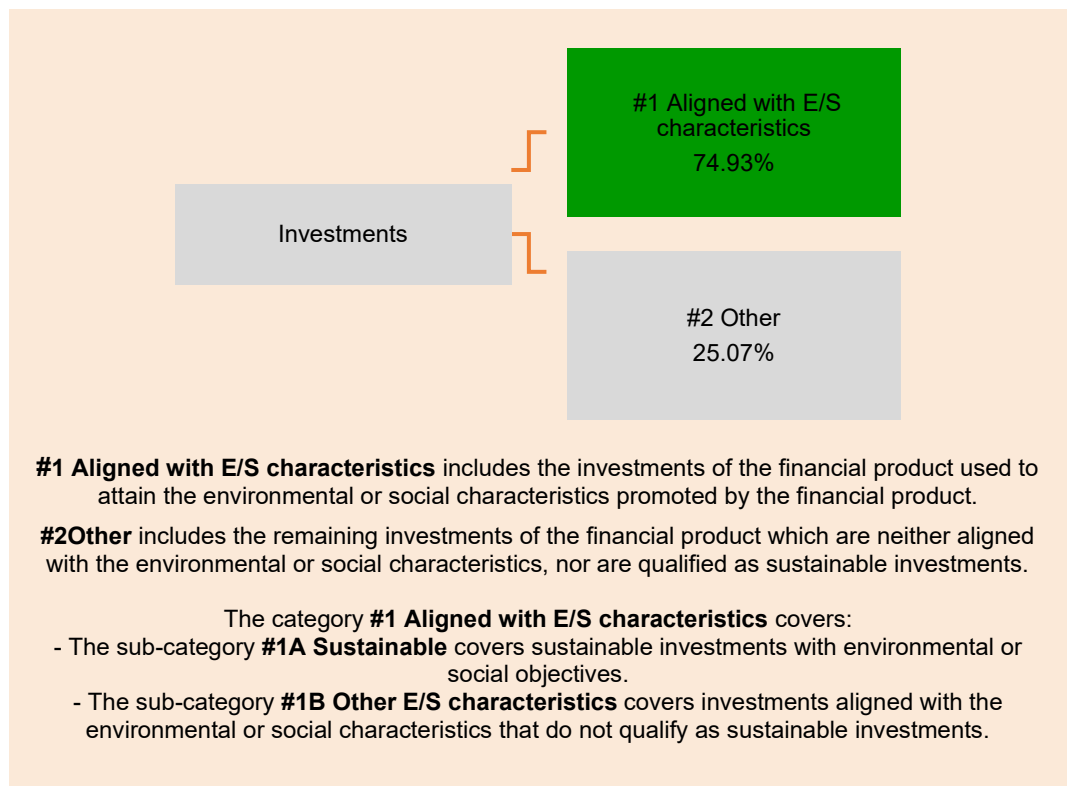 #1 Aligned with E/S
characteristics
74.93%
Investments
#2 Other
25.07%
#1 Aligned with E/S characteristics includes the investments of the financial product used to
attain the environmental or social characteristics promoted by the financial product.
#2Other includes the remaining investments of the financial product which are neither aligned
with the environmental or social characteristics, nor are qualified as sustainable investments.
The category #1 Aligned with E/S characteristics covers:
- The sub-category #1A Sustainable covers sustainable investments with environmental or
social objectives.
- The sub-category #1B Other E/S characteristics covers investments aligned with the
environmental or social characteristics that do not qualify as sustainable investments.